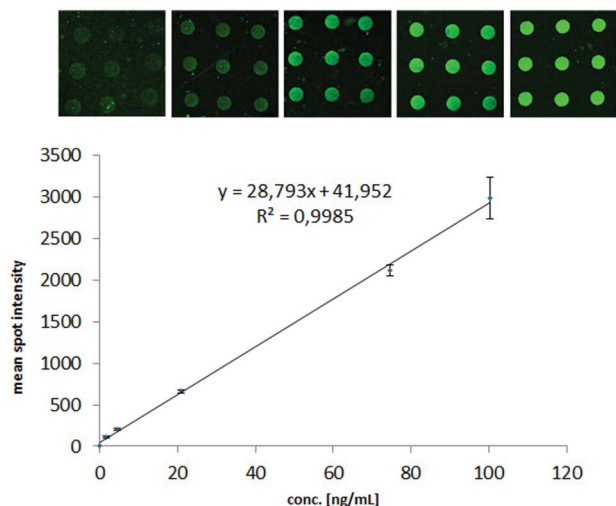 3500
3000
2500
2000
1500
1000
500
0
mean spot intensity
y = 28,793x + 41,952
R² = 0,9985
0 20 40 60 80 100 120
conc. [ng/mL]